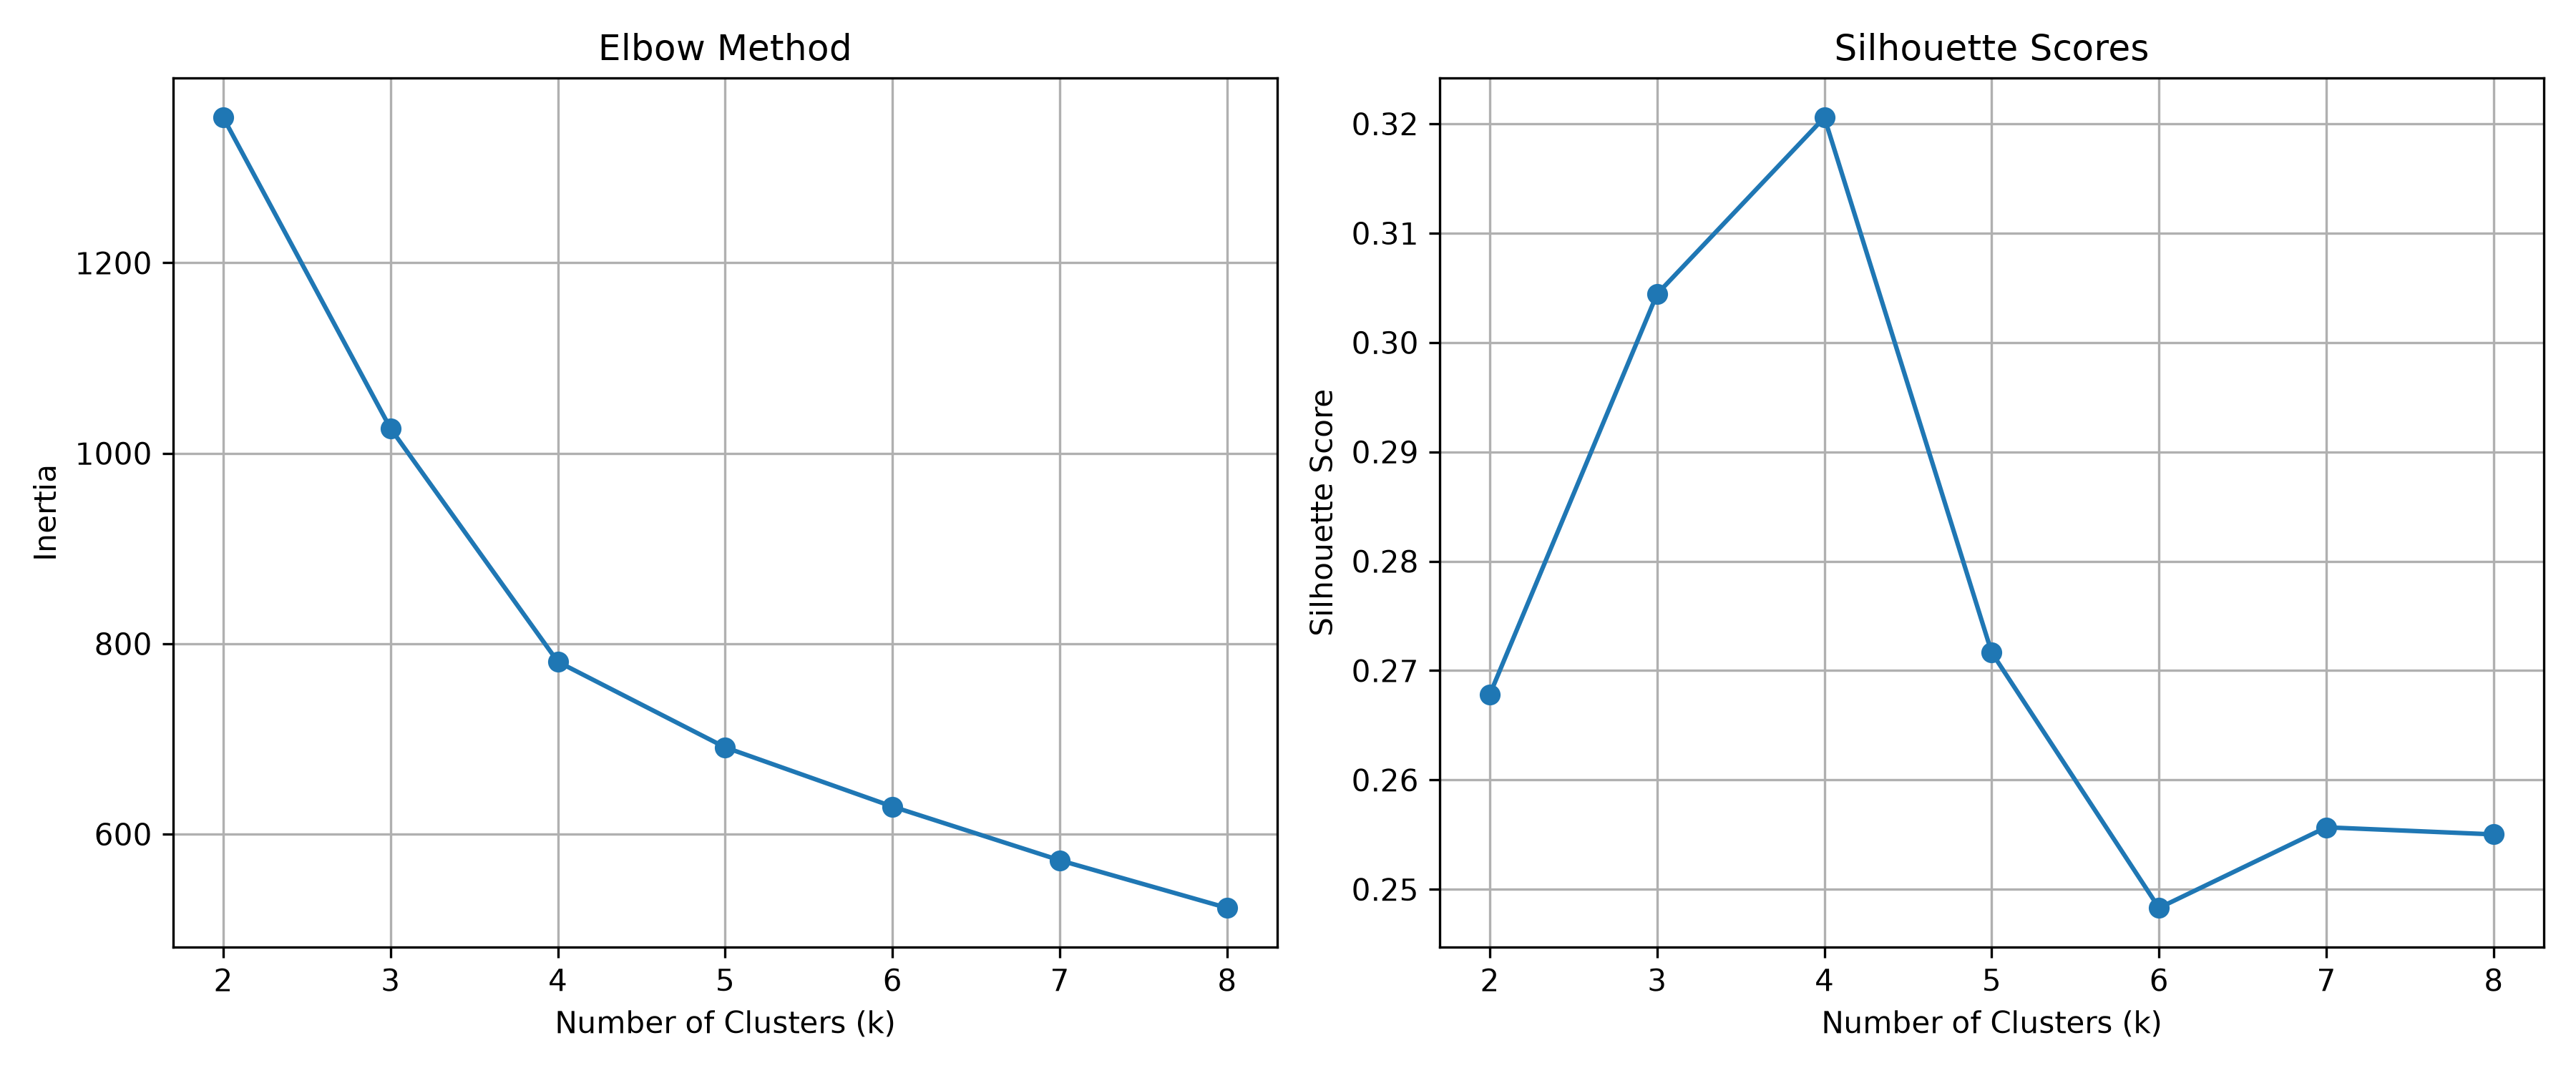 Elbow Method
Inertia
1200
1000
800
600
2 3 4 5 6 7 8
Number of Clusters (k)
Silhouette Scores
Silhouette Score
0.32
0.31
0.30
0.29
0.28
0.27
0.26
0.25
2 3 4 5 6 7 8
Number of Clusters (k)